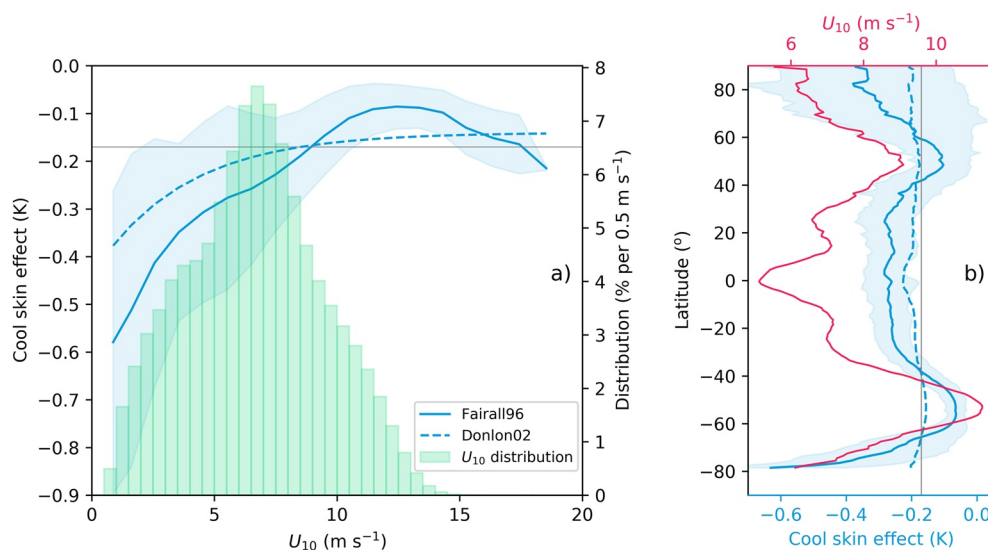 0.0
−0.1
−0.2
−0.3
−0.4
−0.5
−0.6
−0.7
−0.8
−0.9
Cool skin effect (K)
0 5 10 15 20
U₁₀ (m s⁻¹)
8
7
6
5
4
3
2
1
0
Distribution (% per 0.5 m s⁻¹)
a)
Fairall96
Donlon02
U₁₀ distribution
U₁₀ (m s⁻¹)
6 8 10
80
60
40
20
0
−20
−40
−60
−80
Latitude (°)
b)
−0.6 −0.4 −0.2 0.0
Cool skin effect (K)